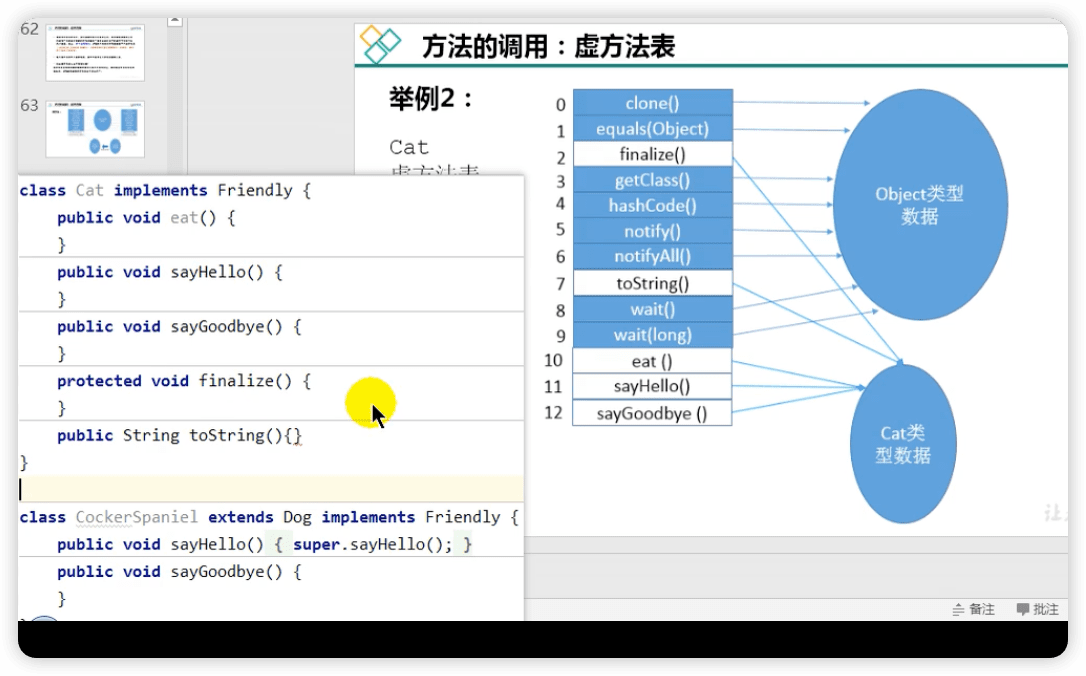 62
63
方法的调用：虚方法表
举例2：
Cat
虚方法表
class Cat implements Friendly {
public void eat() {
}
public void sayHello() {
}
public void sayGoodbye() {
}
protected void finalize() {
}
public String toString(){}
}
class CockerSpaniel extends Dog implements Friendly {
public void sayHello() { super.sayHello(); }
public void sayGoodbye() {
}
0 clone()
1 equals(Object)
2 finalize()
3 getClass()
4 hashCode()
5 notify()
6 notifyAll()
7 toString()
8 wait()
9 wait(long)
10 eat ()
11 sayHello()
12 sayGoodbye ()
Object类型
数据
Cat类
型数据
备注 批注